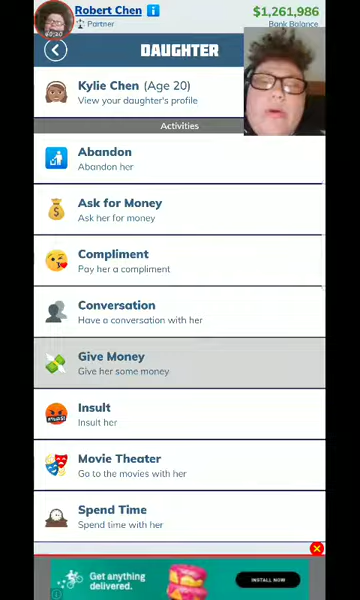 Robert Chen
$1,261,986
Partner
Bank Balance
DAUGHTER
Kylie Chen (Age 20)
View your daughter's profile
Activities
Abandon
Abandon her
Ask for Money
Ask her for money
Compliment
Pay her a compliment
Conversation
Have a conversation with her
Give Money
Give her some money
Insult
Insult her
Movie Theater
Go to the movies with her
Spend Time
Spend time with her
Get anything
delivered.
INSTALL NOW